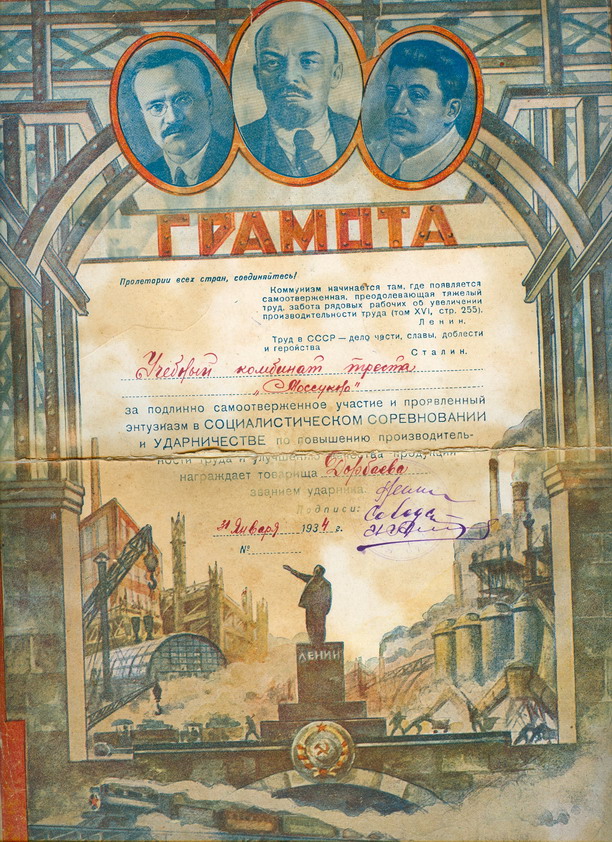 ГРАМОТА
Пролетарии всех стран, соединяйтесь!
Коммунизм начинается там, где появляется
самоотверженная, преодолевающая тяжелый
труд, забота рядовых рабочих об увеличении
производительности труда (том XVI, стр. 255).
Ленин.
Труд в СССР — дело чести, славы, доблести
и геройства
Сталин.
Учебный комбинат треста
за подлинно самоотверженное участие и проявленный
энтузиазм в СОЦИАЛИСТИЧЕСКОМ СОРЕВНОВАНИИ
и УДАРНИЧЕСТВЕ по повышению производитель-
ности труда и улучшению качества продукции
награждает товарища Дорбаева
званием ударника.
Подписи:
31 Января 1934 г.
№
ЛЕНИН